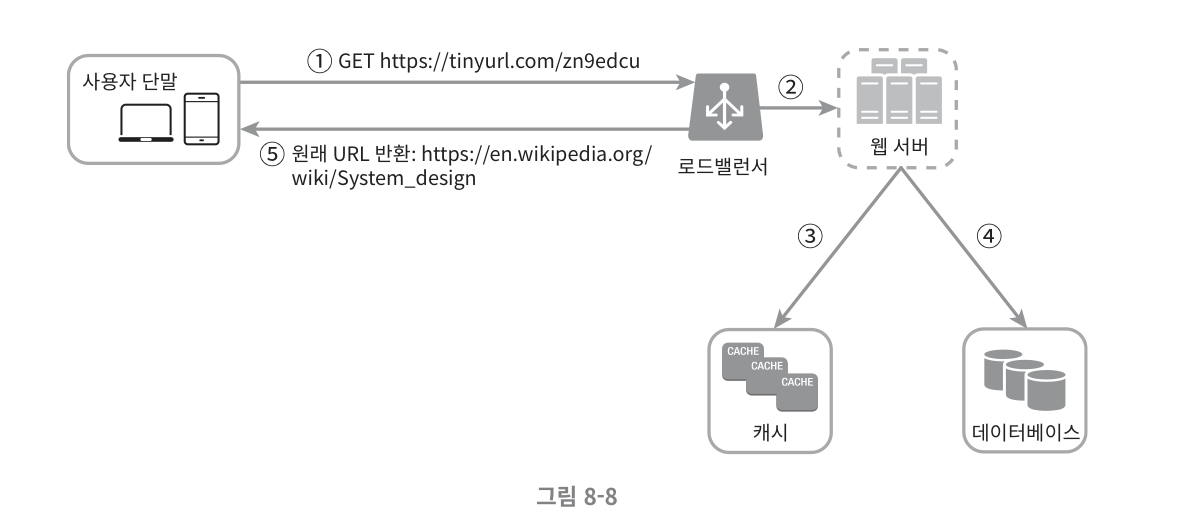 ① GET https://tinyurl.com/zn9edcu
사용자 단말
②
⑤ 원래 URL 반환: https://en.wikipedia.org/
wiki/System_design
로드밸런서
웹 서버
③
④
CACHE
CACHE
CACHE
캐시
데이터베이스
그림 8-8